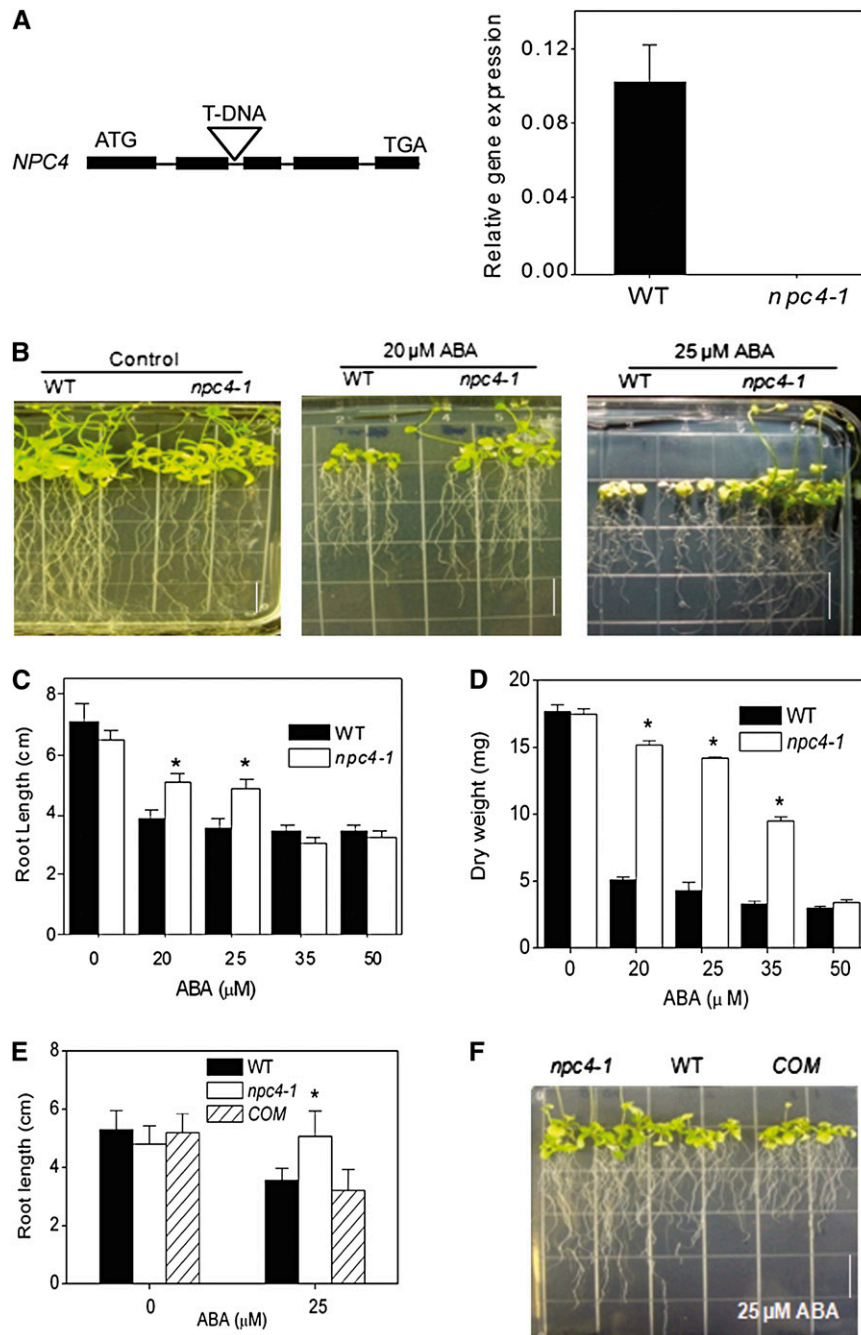 A
NPC4
ATG
T-DNA
TGA
Relative gene expression
0.12
0.08
0.04
0.00
WT
npc4-1
B
Control
WT
npc4-1
20 µM ABA
WT
npc4-1
25 µM ABA
WT
npc4-1
C
Root Length (cm)
8
6
4
2
0
WT
npc4-1
*
*
0 20 25 35 50
ABA (µM)
D
Dry weight (mg)
20
15
10
5
0
WT
npc4-1
*
*
*
0 20 25 35 50
ABA (µ M)
E
Root length (cm)
8
6
4
2
0
WT
npc4-1
COM
*
0 25
ABA (µM)
F
npc4-1 WT COM
25 µM ABA